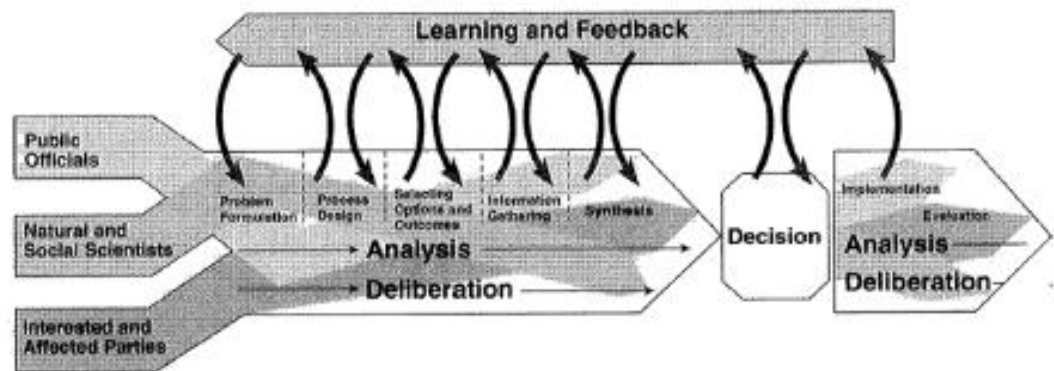 Learning and Feedback
Public
Officials
Natural and
Social Scientists
Interested and
Affected Parties
Problem
Formulation
Process
Design
Selecting
Options and
Outcomes
Information
Gathering
Synthesis
Analysis
Deliberation
Decision
Implementation
Evaluation
Analysis
Deliberation